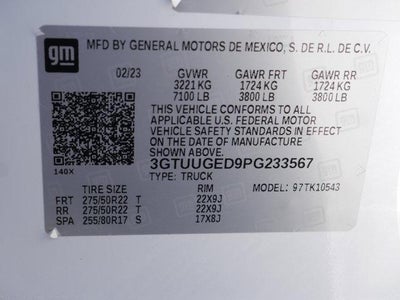 gm
MFD BY GENERAL MOTORS DE MEXICO, S. DE R.L. DE C.V.
02/23 GVWR GAWR FRT GAWR RR
3221 KG 1724 KG 1724 KG
7100 LB 3800 LB 3800 LB
THIS VEHICLE CONFORMS TO ALL
APPLICABLE U.S. FEDERAL MOTOR
VEHICLE SAFETY STANDARDS IN EFFECT
ON THE DATE OF MANUFACTURE
SHOWN ABOVE.
3GTUUGED9PG233567
140X TYPE: TRUCK
TIRE SIZE RIM MODEL: 97TK10543
FRT 275/50R22 T 22X9J
RR 275/50R22 T 22X9J
SPA 255/80R17 S 17X8J